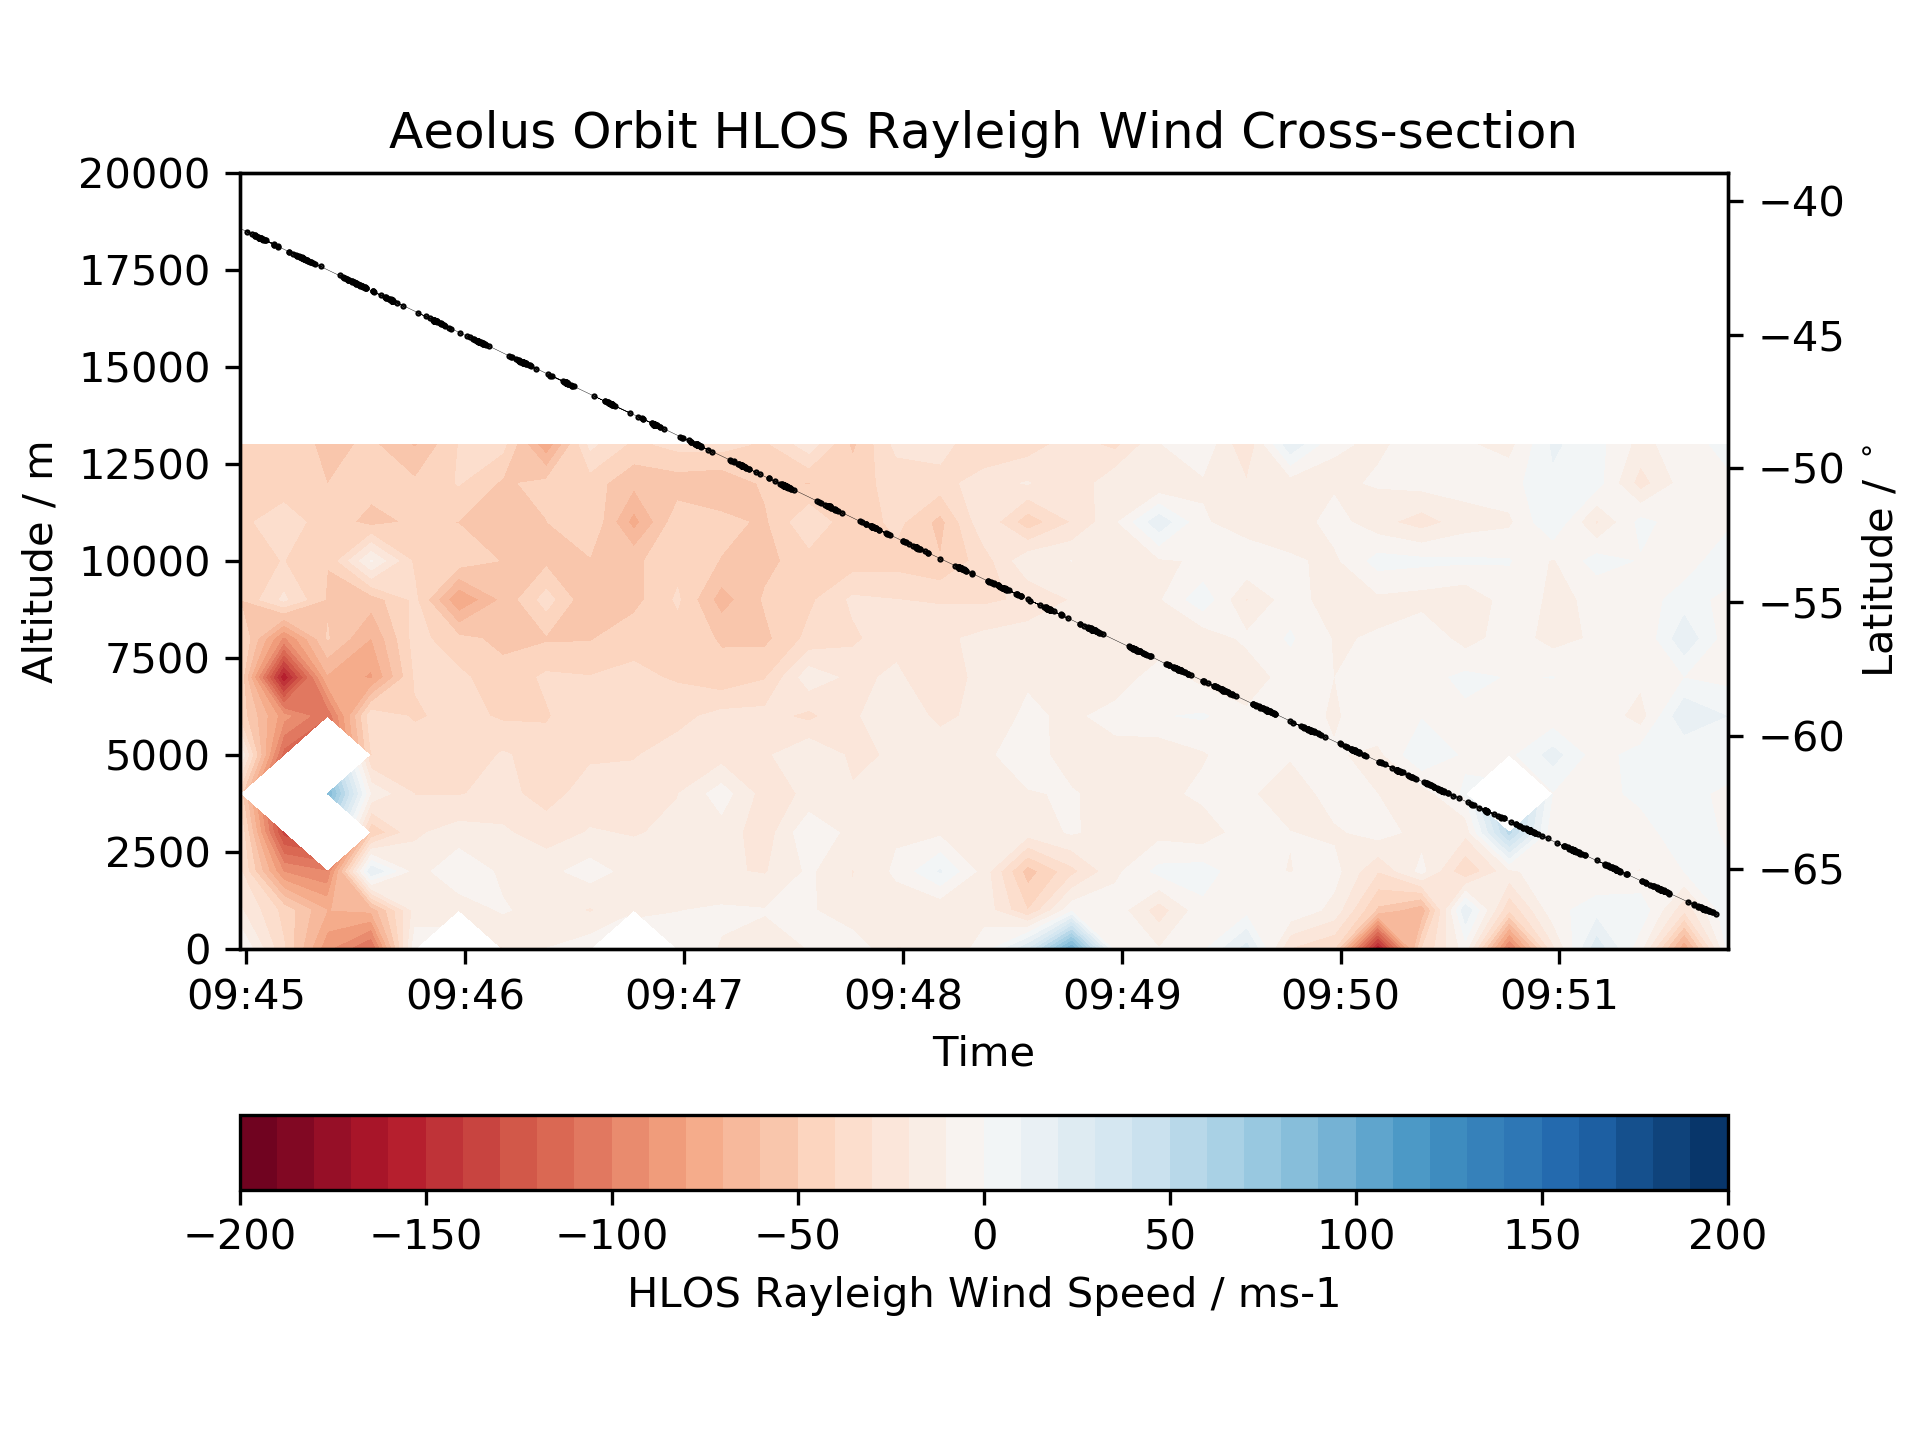 Aeolus Orbit HLOS Rayleigh Wind Cross-section
20000
17500
15000
12500
10000
7500
5000
2500
0
Altitude / m
−40
−45
−50
−55
−60
−65
Latitude / °
09:45 09:46 09:47 09:48 09:49 09:50 09:51
Time
−200 −150 −100 −50 0 50 100 150 200
HLOS Rayleigh Wind Speed / ms-1